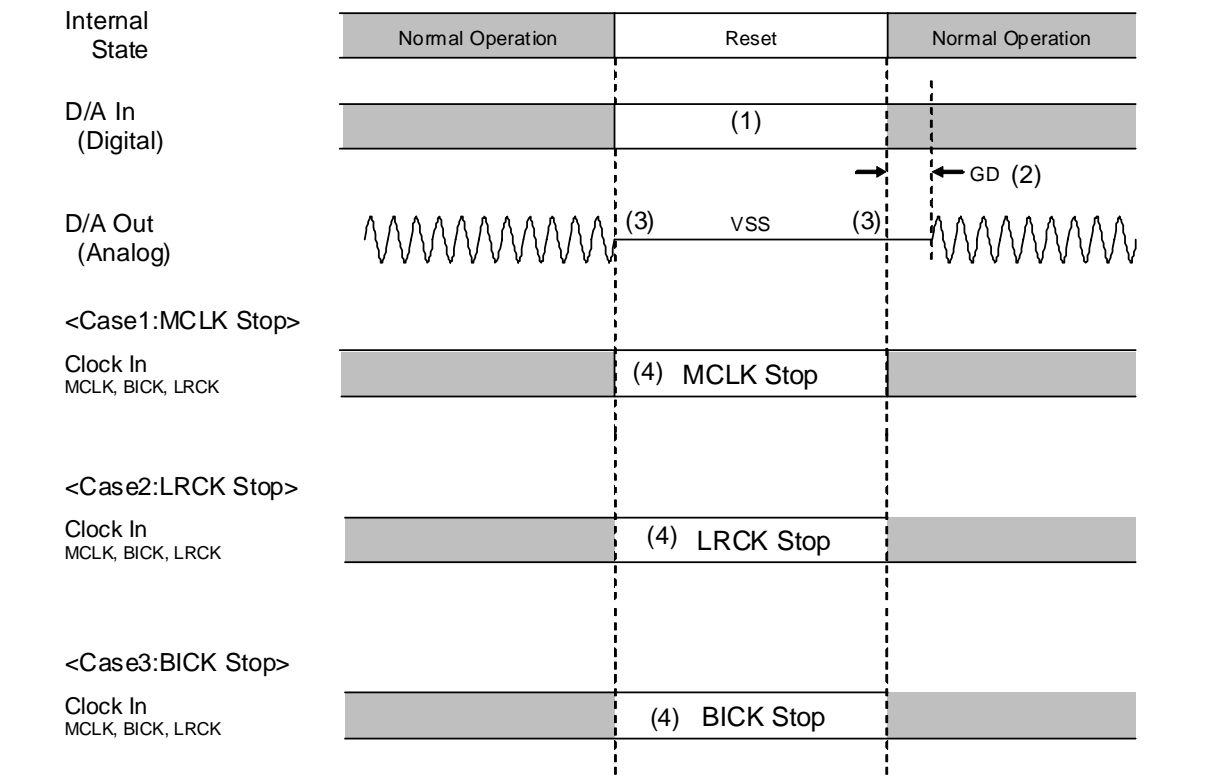 Internal
State
Normal Operation
Reset
Normal Operation
D/A In
(Digital)
(1)
GD (2)
D/A Out
(Analog)
(3)
VSS
(3)
<Case1:MCLK Stop>
Clock In
MCLK, BICK, LRCK
(4) MCLK Stop
<Case2:LRCK Stop>
Clock In
MCLK, BICK, LRCK
(4) LRCK Stop
<Case3:BICK Stop>
Clock In
MCLK, BICK, LRCK
(4) BICK Stop